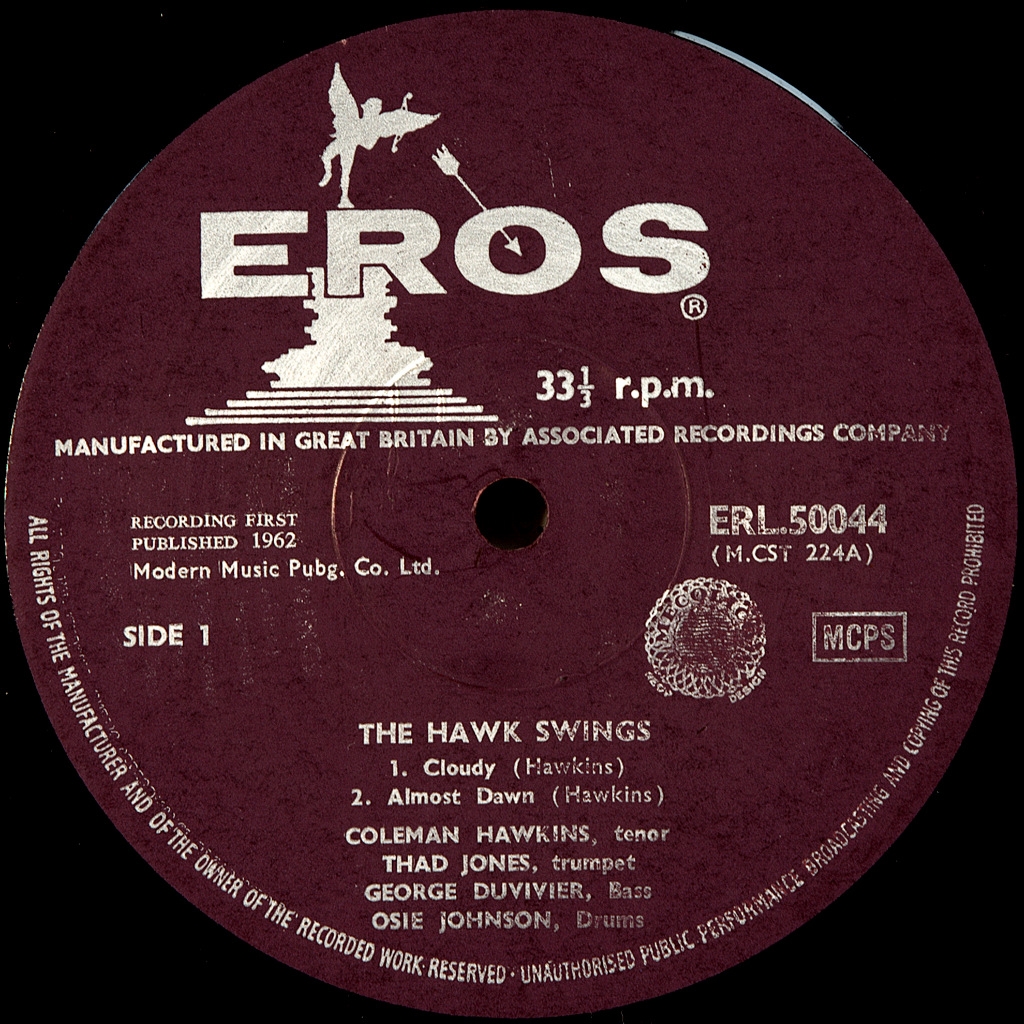 EROS
®
33⅓ r.p.m.
MANUFACTURED IN GREAT BRITAIN BY ASSOCIATED RECORDINGS COMPANY
RECORDING FIRST
PUBLISHED 1962
Modern Music Pubg. Co. Ltd.
ERL.50044
(M.CST 224A)
SIDE 1
MCPS
DESIGN
THE HAWK SWINGS
1. Cloudy (Hawkins)
2. Almost Dawn (Hawkins)
COLEMAN HAWKINS, tenor
THAD JONES, trumpet
GEORGE DUVIVIER, Bass
OSIE JOHNSON, Drums
ALL RIGHTS OF THE MANUFACTURER AND OF THE OWNER OF THE RECORDED WORK RESERVED · UNAUTHORISED PUBLIC PERFORMANCE BROADCASTING AND COPYING OF THIS RECORD PROHIBITED